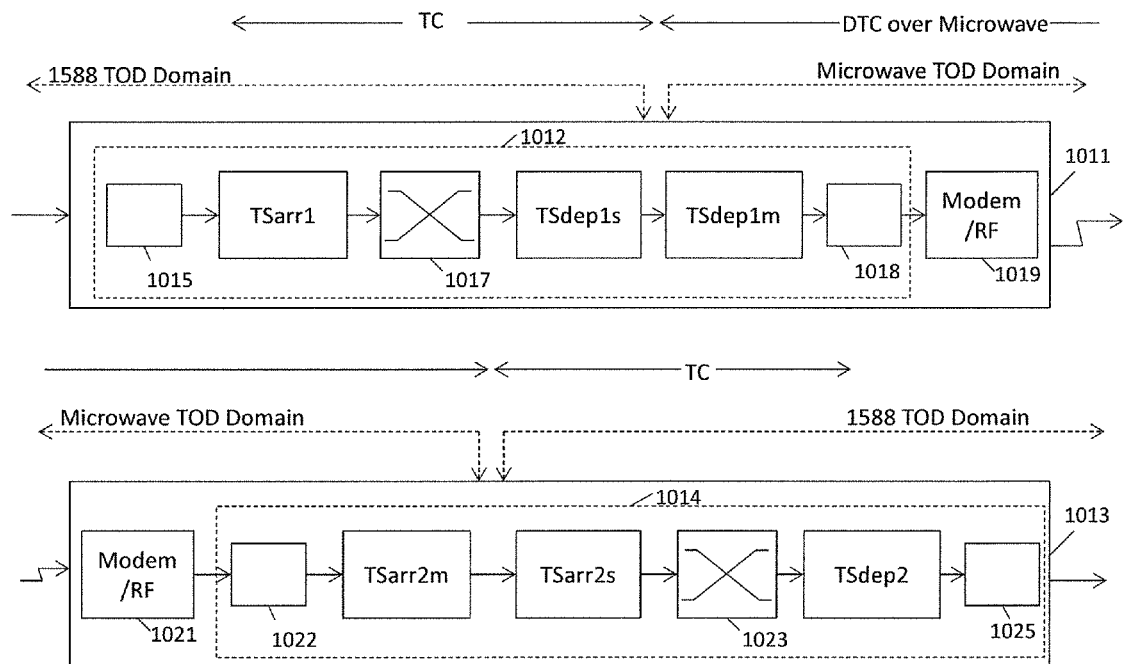 TC
DTC over Microwave
1588 TOD Domain
Microwave TOD Domain
1012
1011
TSarr1
TSdep1s
TSdep1m
Modem
/RF
1015
1017
1018
1019
TC
Microwave TOD Domain
1588 TOD Domain
1014
1013
Modem
/RF
TSarr2m
TSarr2s
TSdep2
1021
1022
1023
1025